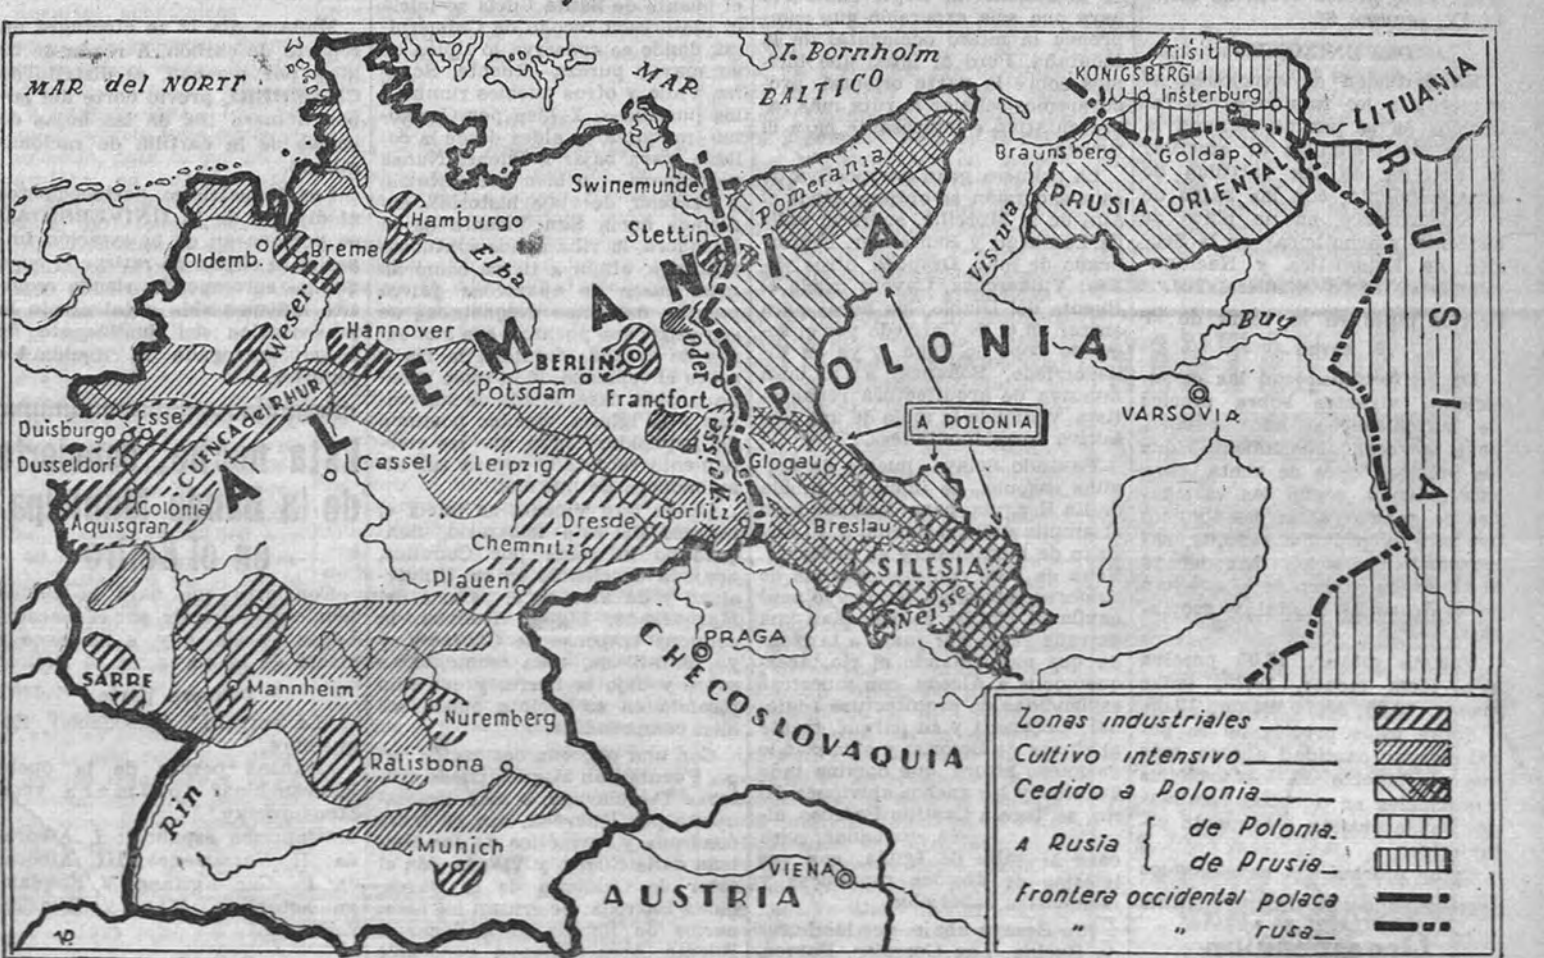 MAR del NORTE
MAR
BALTICO
I. Bornholm
Tilsit
KONIGSBERG
Insterburg
LITUANIA
Braunsberg
Goldap
PRUSIA ORIENTAL
RUSIA
Swinemunde
Pomerania
Stettin
Vistula
Hamburgo
Oldemb.
Breme
Elba
Weser
Hannover
ALEMANIA
BERLIN
Potsdam
Oder
Francfort
POLONIA
Bug
VARSOVIA
A POLONIA
Esse
Duisburgo
CUENCA del RHUR
Dusseldorf
Colonia
Aquisgran
Cassel
Leipzig
Neisse
Glogau
Dresde
Gorlitz
Breslau
Chemnitz
SILESIA
Plauen
Neisse
PRAGA
CHECOSLOVAQUIA
SARRE
Mannheim
Nuremberg
Ratisbona
Rin
Munich
VIENA
AUSTRIA
Zonas industriales
Cultivo intensivo
Cedido a Polonia
A Rusia { de Polonia.
de Prusia
Frontera occidental polaca
" " rusa